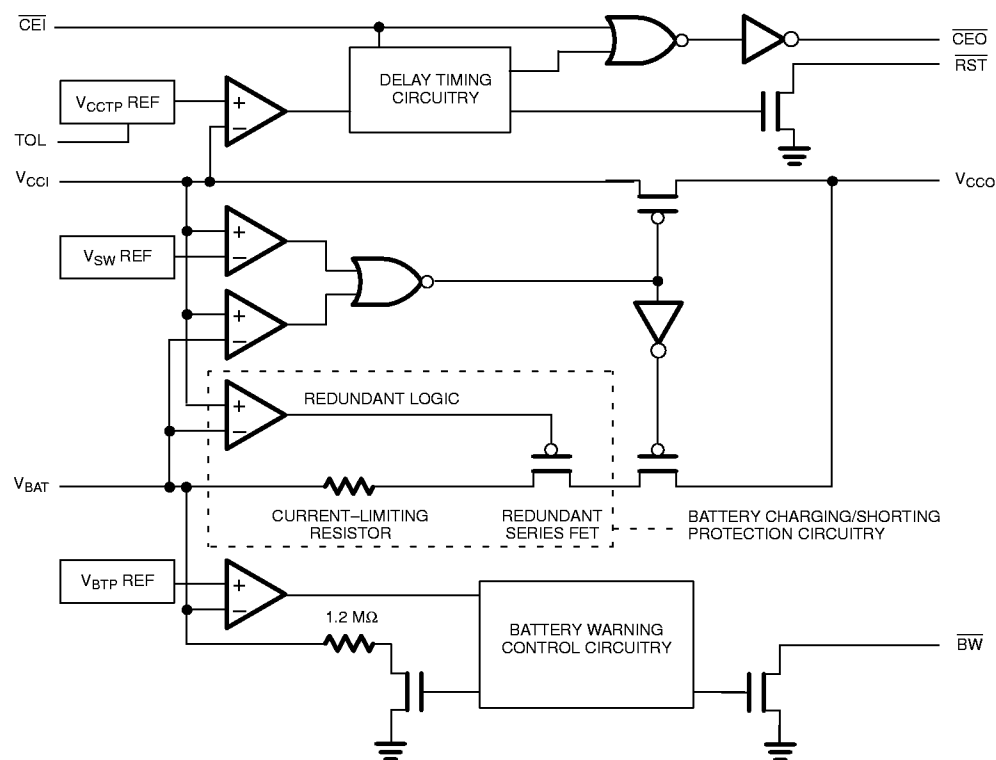 CEI
CEO
DELAY TIMING
CIRCUITRY
RST
VCCTP REF
+
−
TOL
VCCI
VCCO
+
−
VSW REF
+
−
+
−
REDUNDANT LOGIC
VBAT
CURRENT–LIMITING
RESISTOR
REDUNDANT
SERIES FET
BATTERY CHARGING/SHORTING
PROTECTION CIRCUITRY
VBTP REF
+
−
1.2 MΩ
BATTERY WARNING
CONTROL CIRCUITRY
BW